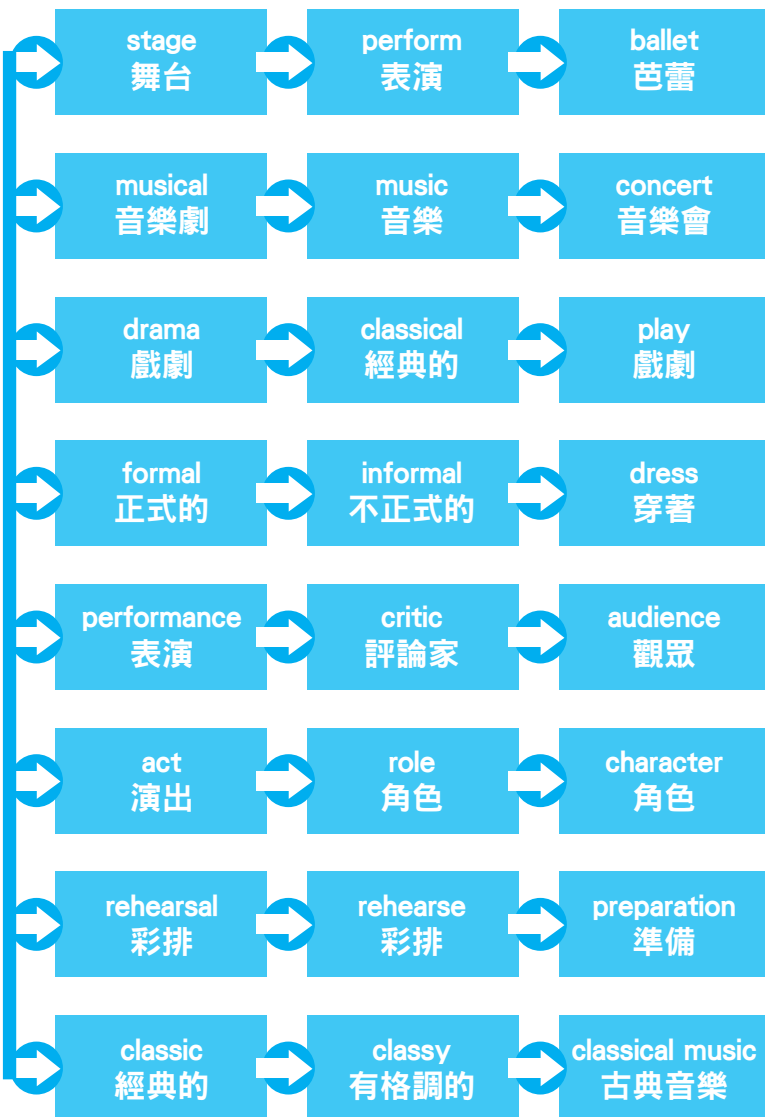 stage
舞台
perform
表演
ballet
芭蕾
musical
音樂劇
music
音樂
concert
音樂會
drama
戲劇
classical
經典的
play
戲劇
formal
正式的
informal
不正式的
dress
穿著
performance
表演
critic
評論家
audience
觀眾
act
演出
role
角色
character
角色
rehearsal
彩排
rehearse
彩排
preparation
準備
classic
經典的
classy
有格調的
classical music
古典音樂